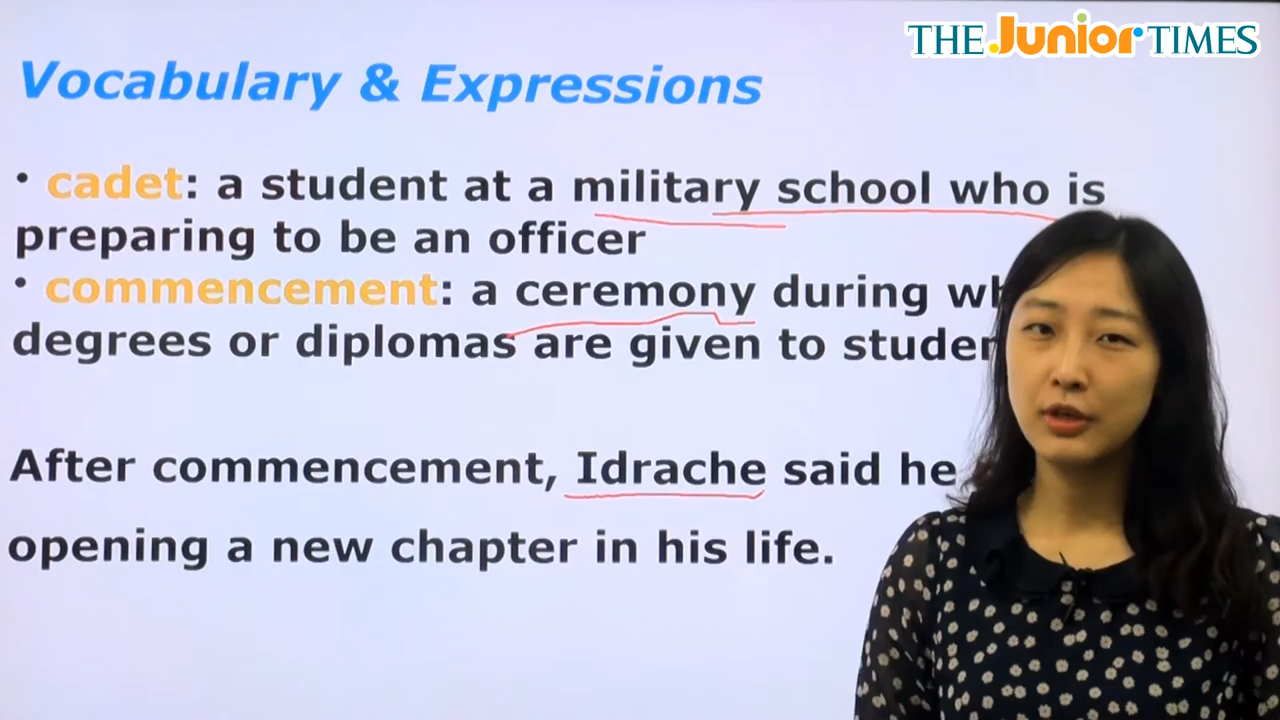 THE Junior TIMES
Vocabulary & Expressions
• cadet: a student at a military school who is
preparing to be an officer
• commencement: a ceremony during
degrees or diplomas are given to
After commencement, Idrache said he
opening a new chapter in his life.